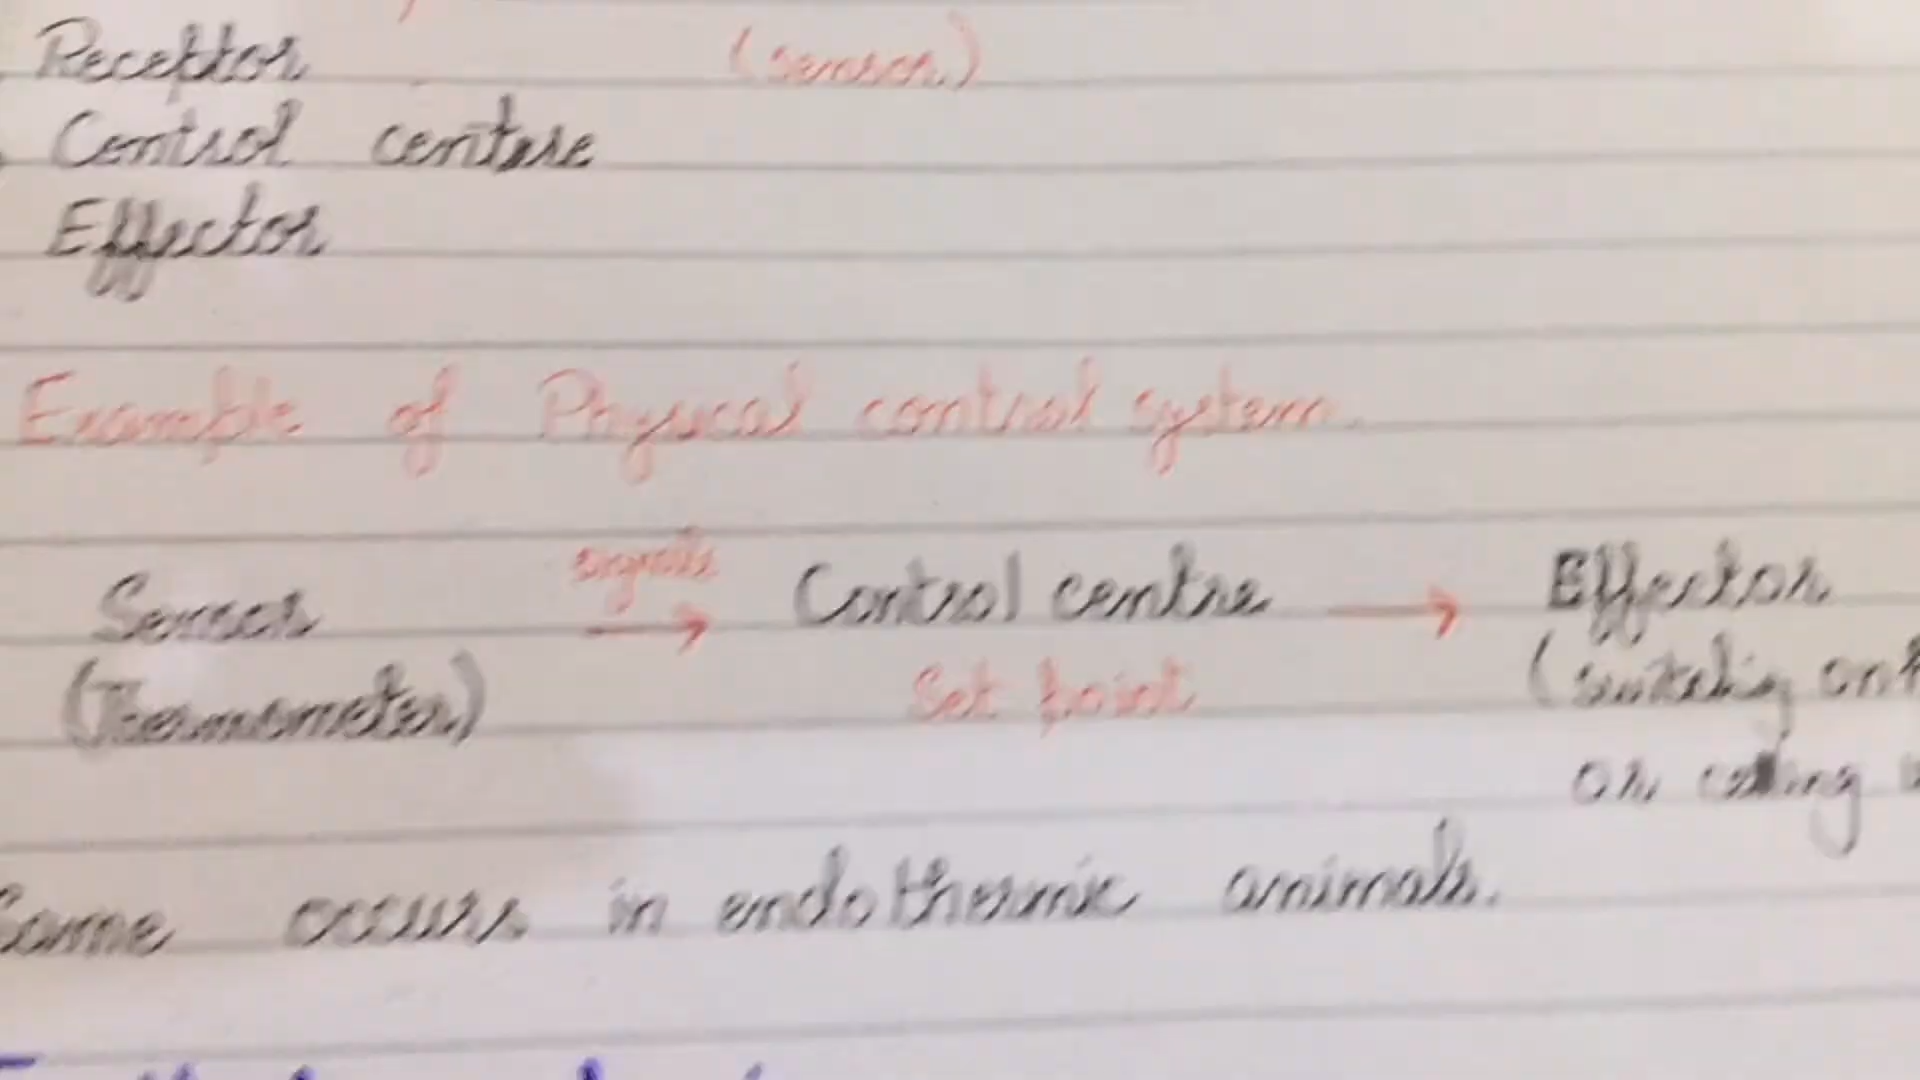 Receptor (sensor)
Control centre
Effector
Example of Physical control system.
signals
Sensor → Control centre → Effector
(Thermometer) Set point (switching on
or cooling
Same occurs in endothermic animals.